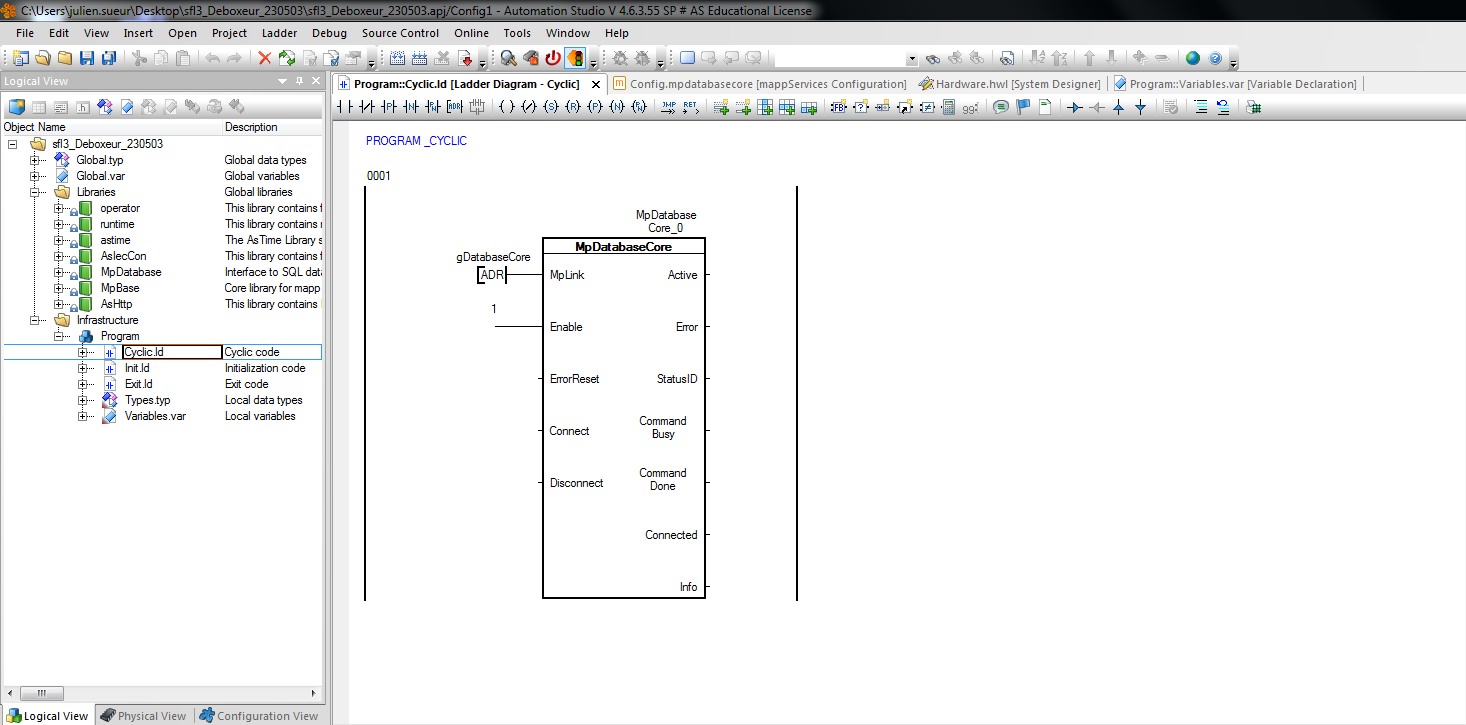 C:\Users\julien.sueur\Desktop\sfl3_Deboxeur_230503\sfl3_Deboxeur_230503.apj/Config1 - Automation Studio V 4.6.3.55 SP # AS Educational License
File Edit View Insert Open Project Ladder Debug Source Control Online Tools Window Help
Logical View
Program::Cyclic.ld [Ladder Diagram - Cyclic] Config.mpdatabasecore [mappServices Configuration] Hardware.hwl [System Designer] Program::Variables.var [Variable Declaration]
Object Name Description
sfl3_Deboxeur_230503
Global.typ Global data types
Global.var Global variables
Libraries Global libraries
operator This library contains f
runtime This library contains r
astime The AsTime Library s
AsIecCon This library contains f
MpDatabase Interface to SQL data
MpBase Core library for mapp
AsHttp This library contains
Infrastructure
Program
Cyclic.ld Cyclic code
Init.ld Initialization code
Exit.ld Exit code
Types.typ Local data types
Variables.var Local variables
Logical View Physical View Configuration View
PROGRAM _CYCLIC
0001
MpDatabase
Core_0
MpDatabaseCore
gDatabaseCore
ADR MpLink Active
1
Enable Error
ErrorReset StatusID
Connect Command
Busy
Disconnect Command
Done
Connected
Info